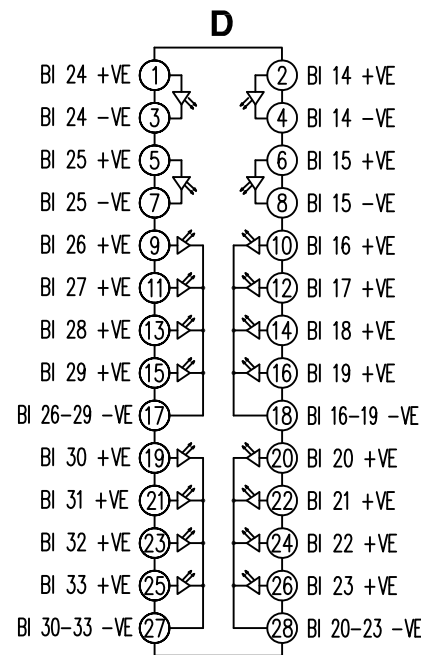 D
BI 24 +VE 1 2 BI 14 +VE
BI 24 -VE 3 4 BI 14 -VE
BI 25 +VE 5 6 BI 15 +VE
BI 25 -VE 7 8 BI 15 -VE
BI 26 +VE 9 10 BI 16 +VE
BI 27 +VE 11 12 BI 17 +VE
BI 28 +VE 13 14 BI 18 +VE
BI 29 +VE 15 16 BI 19 +VE
BI 26-29 -VE 17 18 BI 16-19 -VE
BI 30 +VE 19 20 BI 20 +VE
BI 31 +VE 21 22 BI 21 +VE
BI 32 +VE 23 24 BI 22 +VE
BI 33 +VE 25 26 BI 23 +VE
BI 30-33 -VE 27 28 BI 20-23 -VE